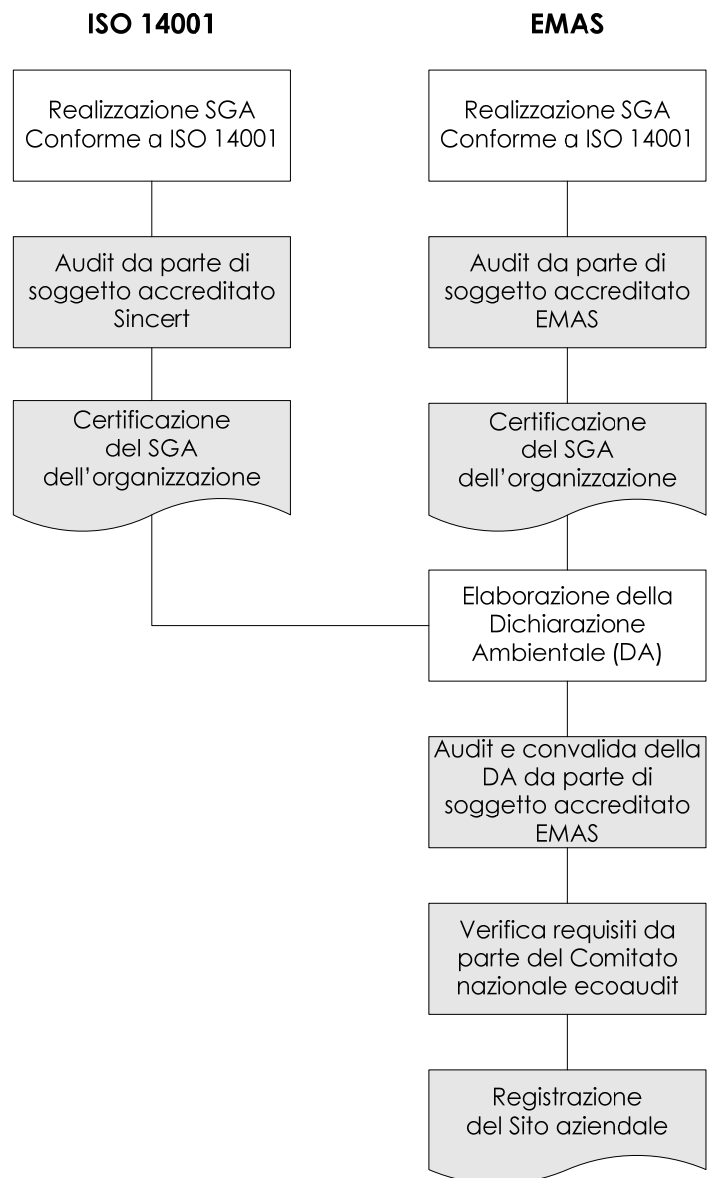 ISO 14001
Realizzazione SGA
Conforme a ISO 14001
Audit da parte di
soggetto accreditato
Sincert
Certificazione
del SGA
dell'organizzazione
EMAS
Realizzazione SGA
Conforme a ISO 14001
Audit da parte di
soggetto accreditato
EMAS
Certificazione
del SGA
dell'organizzazione
Elaborazione della
Dichiarazione
Ambientale (DA)
Audit e convalida della
DA da parte di
soggetto accreditato
EMAS
Verifica requisiti da
parte del Comitato
nazionale ecoaudit
Registrazione
del Sito aziendale